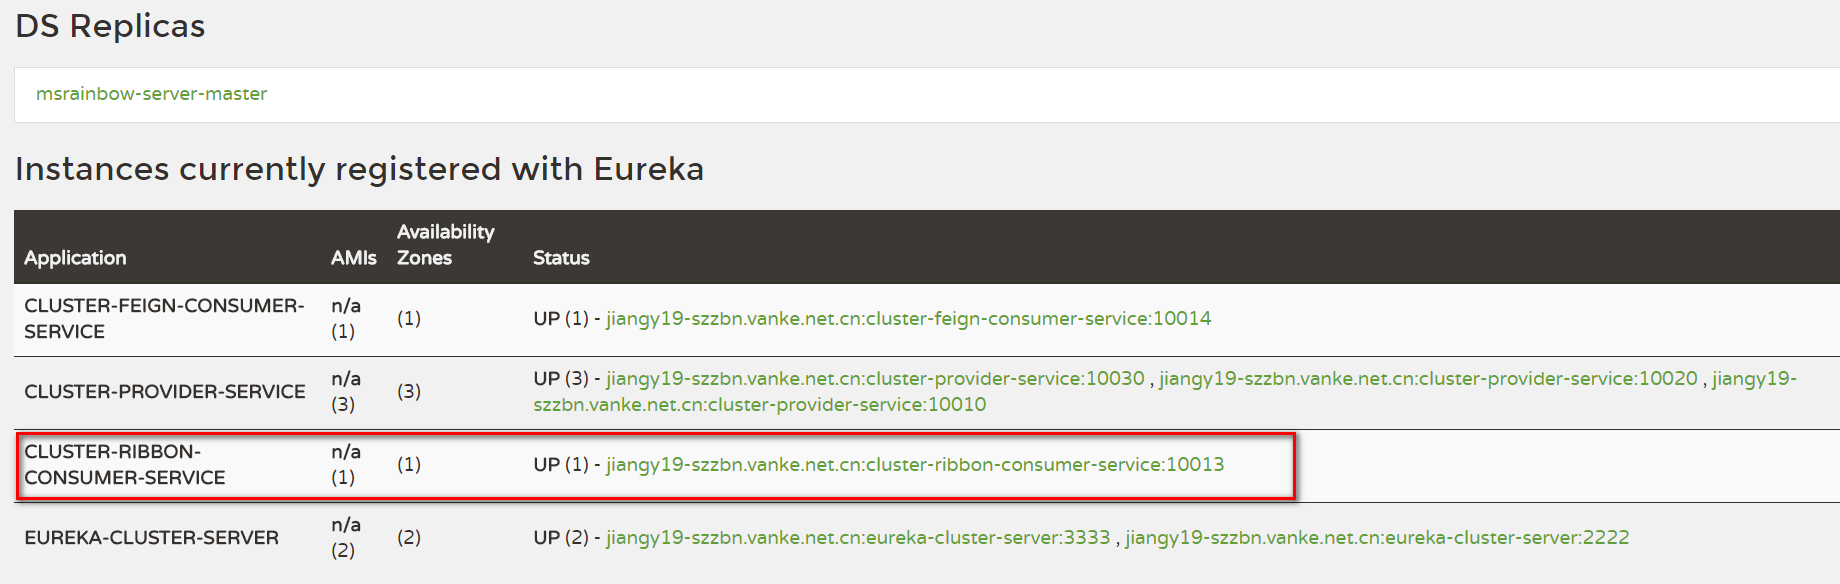 DS Replicas
msrainbow-server-master
Instances currently registered with Eureka
Application AMIs Availability Zones Status
CLUSTER-FEIGN-CONSUMER-SERVICE n/a (1) (1) UP (1) - jiangy19-szzbn.vanke.net.cn:cluster-feign-consumer-service:10014
CLUSTER-PROVIDER-SERVICE n/a (3) (3) UP (3) - jiangy19-szzbn.vanke.net.cn:cluster-provider-service:10030 , jiangy19-szzbn.vanke.net.cn:cluster-provider-service:10020 , jiangy19-szzbn.vanke.net.cn:cluster-provider-service:10010
CLUSTER-RIBBON-CONSUMER-SERVICE n/a (1) (1) UP (1) - jiangy19-szzbn.vanke.net.cn:cluster-ribbon-consumer-service:10013
EUREKA-CLUSTER-SERVER n/a (2) (2) UP (2) - jiangy19-szzbn.vanke.net.cn:eureka-cluster-server:3333 , jiangy19-szzbn.vanke.net.cn:eureka-cluster-server:2222